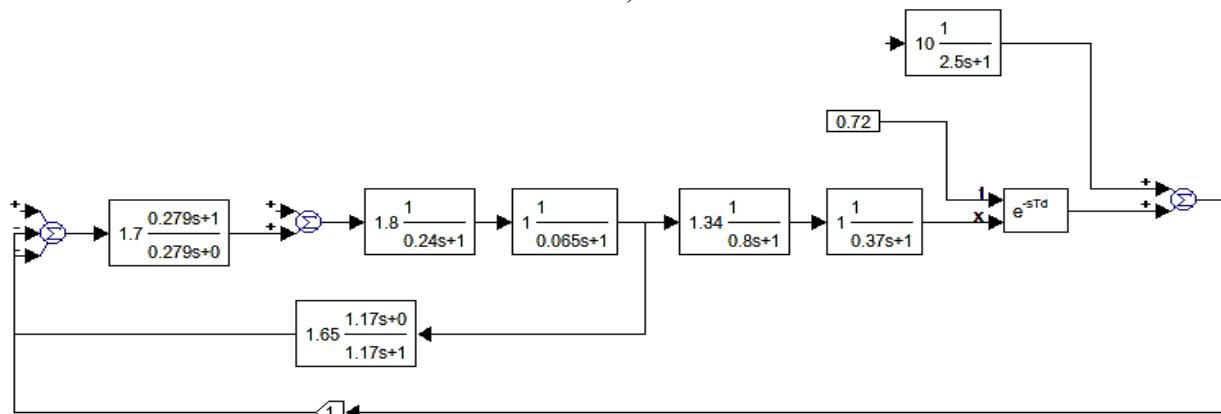 10 1
2.5s+1
0.72
1.7 0.279s+1
0.279s+0
1.8 1
0.24s+1
1 1
0.065s+1
1.34 1
0.8s+1
1 1
0.37s+1
1
x
e-sTd
1.65 1.17s+0
1.17s+1
1
+
-
-
+
+
+
+